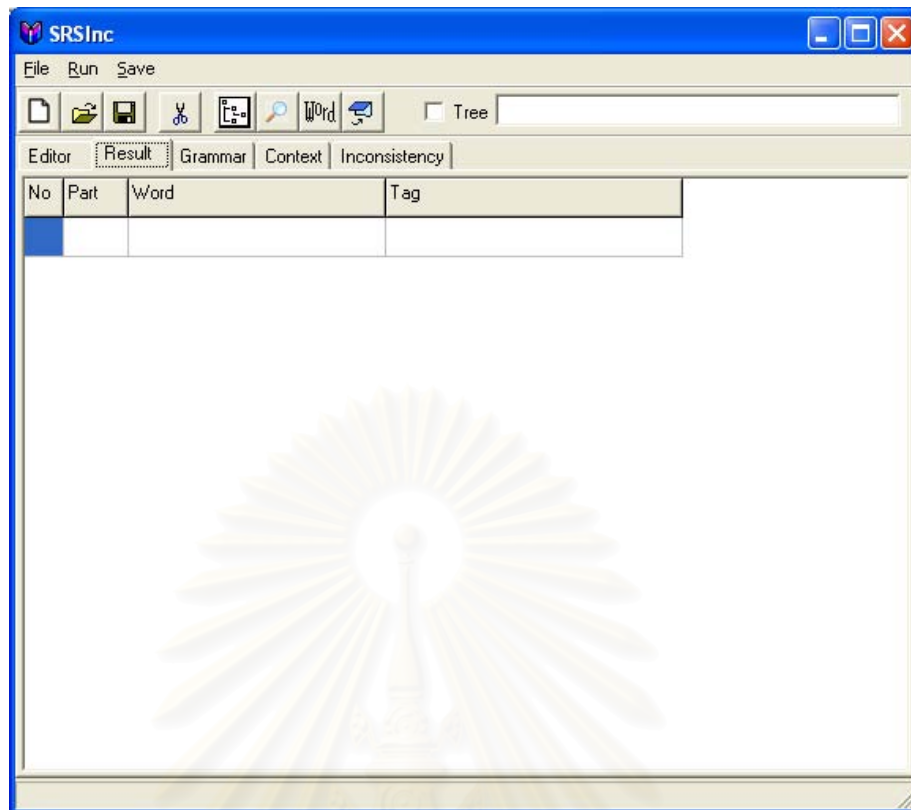 SRSInc
File Run Save
Word Tree
Editor Result Grammar Context Inconsistency
No Part Word Tag